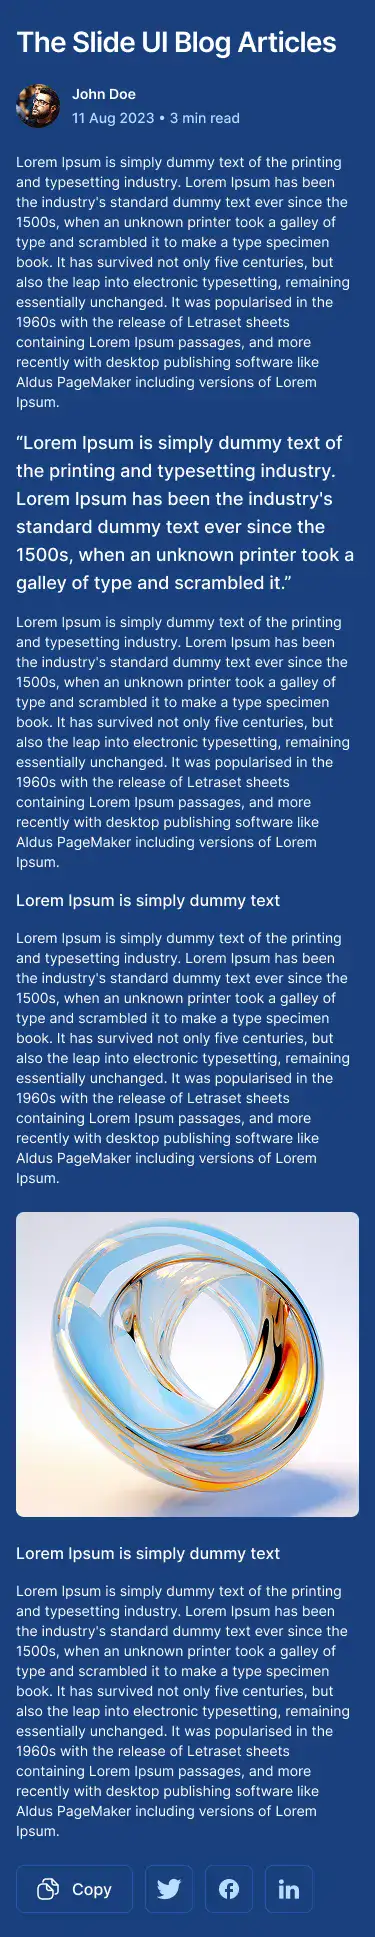 The Slide UI Blog Articles
John Doe
11 Aug 2023 • 3 min read
Lorem Ipsum is simply dummy text of the printing
and typesetting industry. Lorem Ipsum has been
the industry's standard dummy text ever since the
1500s, when an unknown printer took a galley of
type and scrambled it to make a type specimen
book. It has survived not only five centuries, but
also the leap into electronic typesetting, remaining
essentially unchanged. It was popularised in the
1960s with the release of Letraset sheets
containing Lorem Ipsum passages, and more
recently with desktop publishing software like
Aldus PageMaker including versions of Lorem
Ipsum.
“Lorem Ipsum is simply dummy text of
the printing and typesetting industry.
Lorem Ipsum has been the industry's
standard dummy text ever since the
1500s, when an unknown printer took a
galley of type and scrambled it.”
Lorem Ipsum is simply dummy text of the printing
and typesetting industry. Lorem Ipsum has been
the industry's standard dummy text ever since the
1500s, when an unknown printer took a galley of
type and scrambled it to make a type specimen
book. It has survived not only five centuries, but
also the leap into electronic typesetting, remaining
essentially unchanged. It was popularised in the
1960s with the release of Letraset sheets
containing Lorem Ipsum passages, and more
recently with desktop publishing software like
Aldus PageMaker including versions of Lorem
Ipsum.
Lorem Ipsum is simply dummy text
Lorem Ipsum is simply dummy text of the printing
and typesetting industry. Lorem Ipsum has been
the industry's standard dummy text ever since the
1500s, when an unknown printer took a galley of
type and scrambled it to make a type specimen
book. It has survived not only five centuries, but
also the leap into electronic typesetting, remaining
essentially unchanged. It was popularised in the
1960s with the release of Letraset sheets
containing Lorem Ipsum passages, and more
recently with desktop publishing software like
Aldus PageMaker including versions of Lorem
Ipsum.
Lorem Ipsum is simply dummy text
Lorem Ipsum is simply dummy text of the printing
and typesetting industry. Lorem Ipsum has been
the industry's standard dummy text ever since the
1500s, when an unknown printer took a galley of
type and scrambled it to make a type specimen
book. It has survived not only five centuries, but
also the leap into electronic typesetting, remaining
essentially unchanged. It was popularised in the
1960s with the release of Letraset sheets
containing Lorem Ipsum passages, and more
recently with desktop publishing software like
Aldus PageMaker including versions of Lorem
Ipsum.
Copy